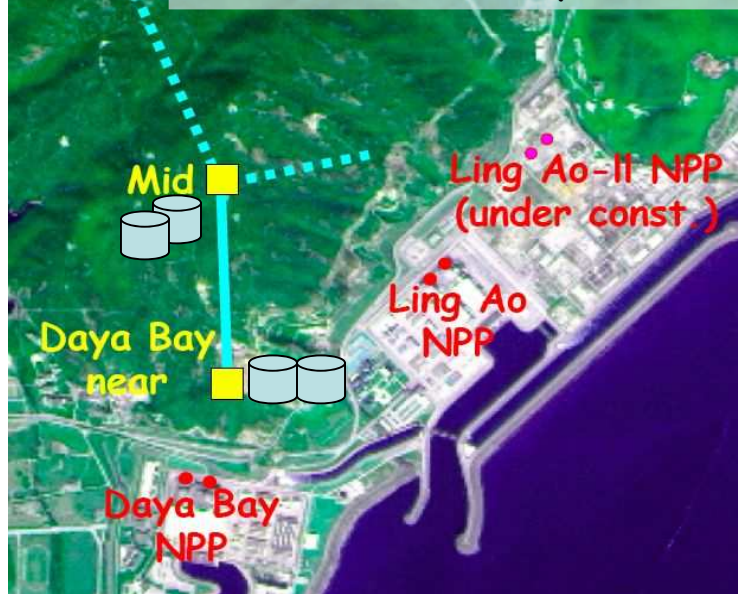 Mid
Ling Ao-II NPP
(under const.)
Ling Ao
NPP
Daya Bay
near
Daya Bay
NPP